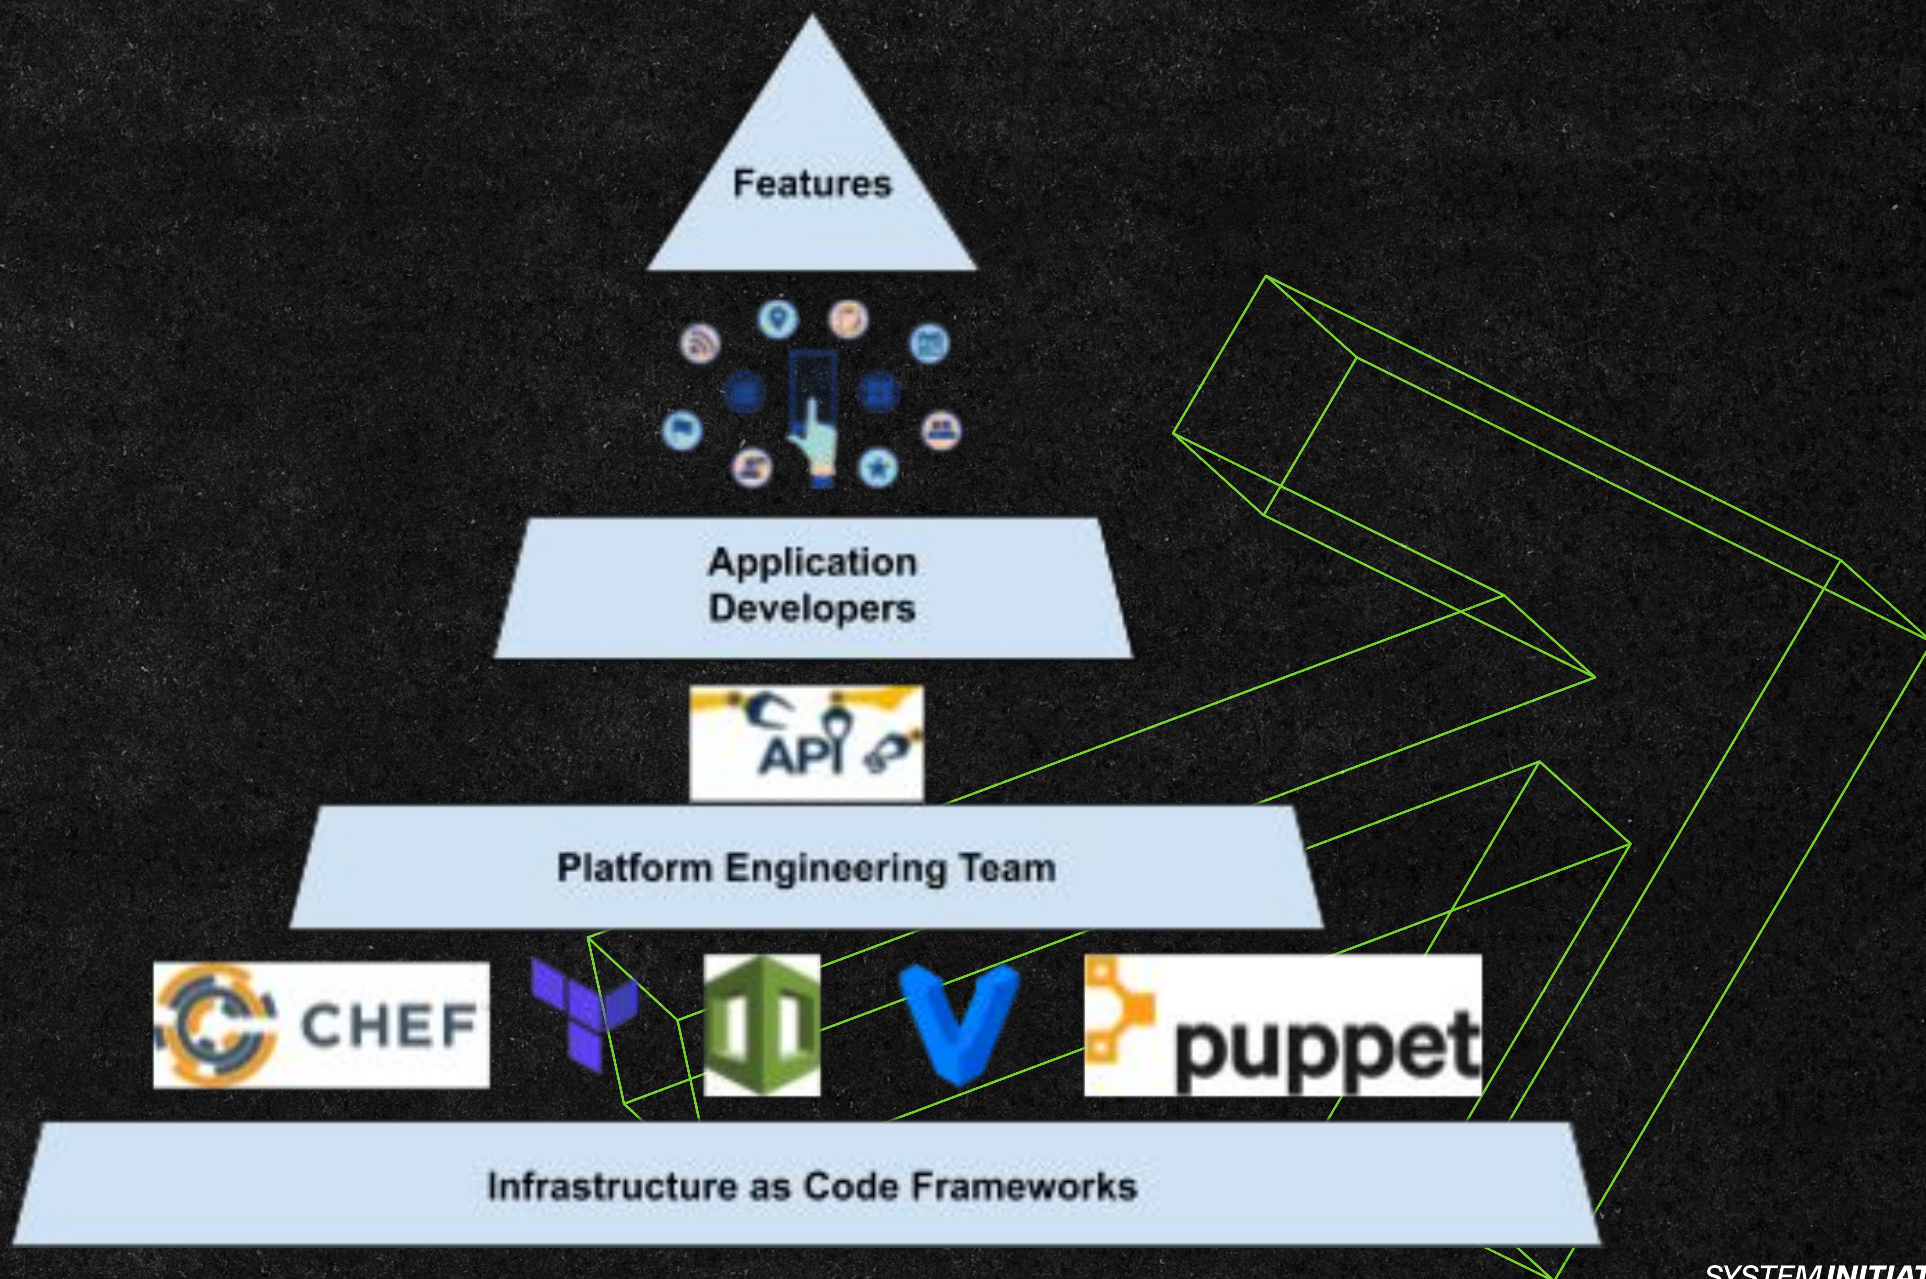 Features
Application
Developers
API
Platform Engineering Team
CHEF
puppet
Infrastructure as Code Frameworks
SYSTEM INITIAT